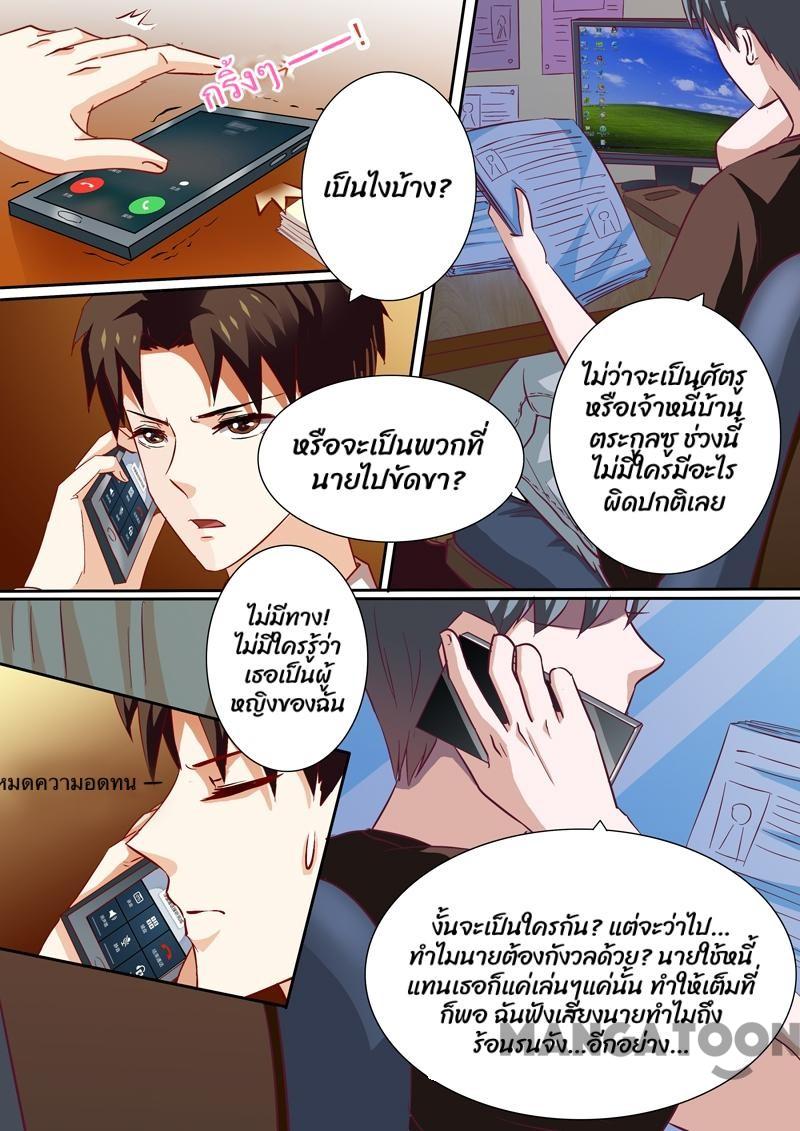 กริ้งๆ ——!
เป็นไงบ้าง?
ไม่ว่าจะเป็นศัตรู
หรือเจ้าหนี้บ้าน
ตระกูลซู ช่วงนี้
ไม่มีใครมีอะไร
ผิดปกติเลย
หรือจะเป็นพวกที่
นายไปขัดขา?
ไม่มีทาง!
ไม่มีใครรู้ว่า
เธอเป็นผู้
หญิงของฉัน
หมดความอดทน —
งั้นจะเป็นใครกัน? แต่จะว่าไป...
ทำไมนายต้องกังวลด้วย? นายใช้หนี้
แทนเธอก็แค่เล่นๆแค่นั้น ทำให้เต็มที่
ก็พอ ฉันฟังเสียงนายทำไมถึง
ร้อนรนจัง...อีกอย่าง...
MANGATOON